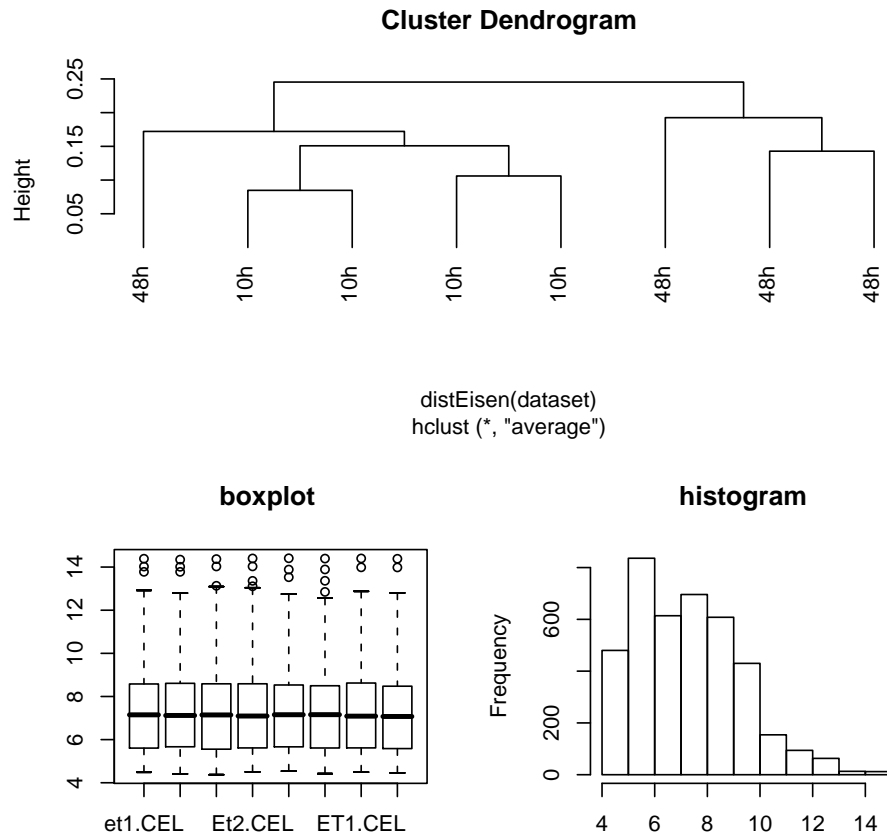 Cluster Dendrogram
Height
0.05 0.15 0.25
48h 10h 10h 10h 10h 48h 48h 48h
distEisen(dataset)
hclust (*, "average")
boxplot
4 6 8 10 12 14
et1.CEL Et2.CEL ET1.CEL
histogram
Frequency
0 200 600
4 6 8 10 12 14